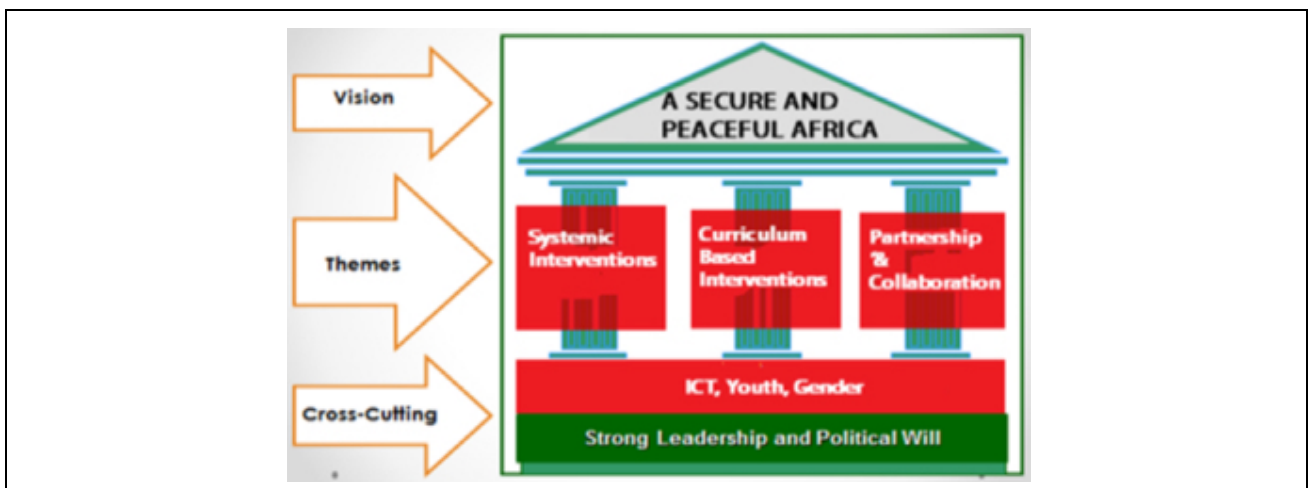 Vision
A SECURE AND
PEACEFUL AFRICA
Themes
Systemic
Interventions
Curriculum
Based
Interventions
Partnership
&
Collaboration
Cross-Cutting
ICT, Youth, Gender
Strong Leadership and Political Will